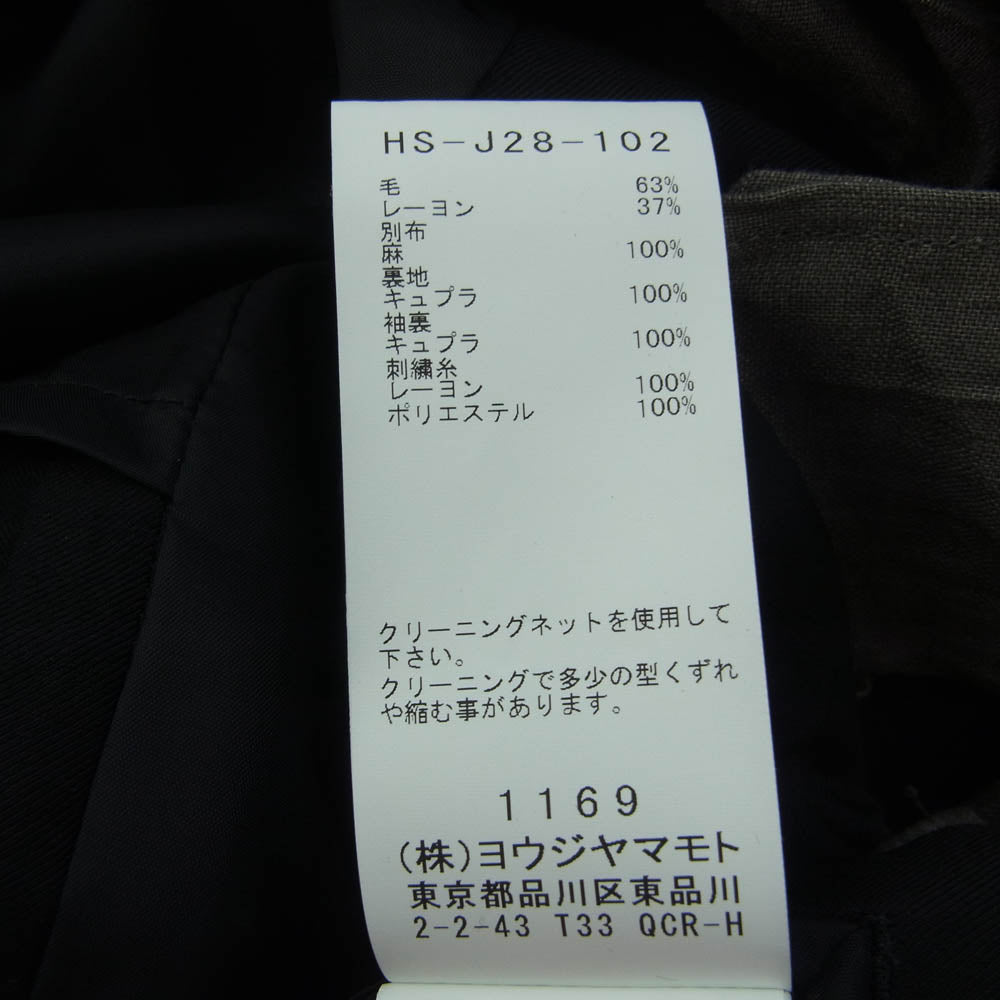 HS-J28-102
毛 63%
レーヨン 37%
別布
麻 100%
裏地
キュプラ 100%
袖裏
キュプラ 100%
刺繍糸
レーヨン 100%
ポリエステル 100%
クリーニングネットを使用して
下さい。
クリーニングで多少の型くずれ
や縮む事があります。
1169
(株)ヨウジヤマモト
東京都品川区東品川
2-2-43 T33 QCR-H